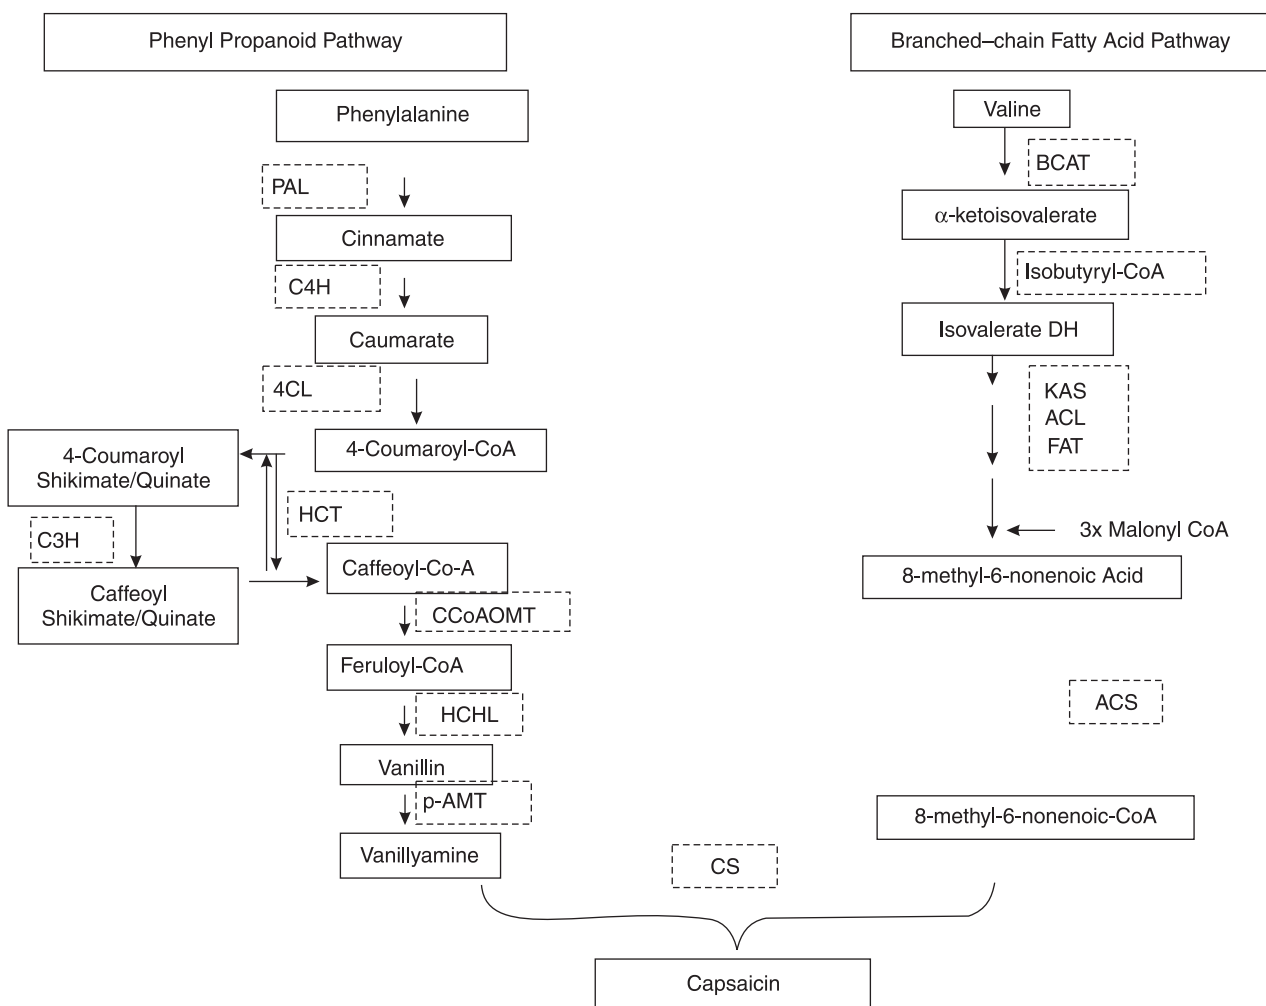 Phenyl Propanoid Pathway
Phenylalanine
PAL
Cinnamate
C4H
Caumarate
4CL
4-Coumaroyl-CoA
4-Coumaroyl
Shikimate/Quinate
HCT
C3H
Caffeoyl
Shikimate/Quinate
Caffeoyl-Co-A
CCoAOMT
Feruloyl-CoA
HCHL
Vanillin
p-AMT
Vanillyamine
Branched–chain Fatty Acid Pathway
Valine
BCAT
α-ketoisovalerate
Isobutyryl-CoA
Isovalerate DH
KAS
ACL
FAT
3x Malonyl CoA
8-methyl-6-nonenoic Acid
ACS
8-methyl-6-nonenoic-CoA
CS
Capsaicin